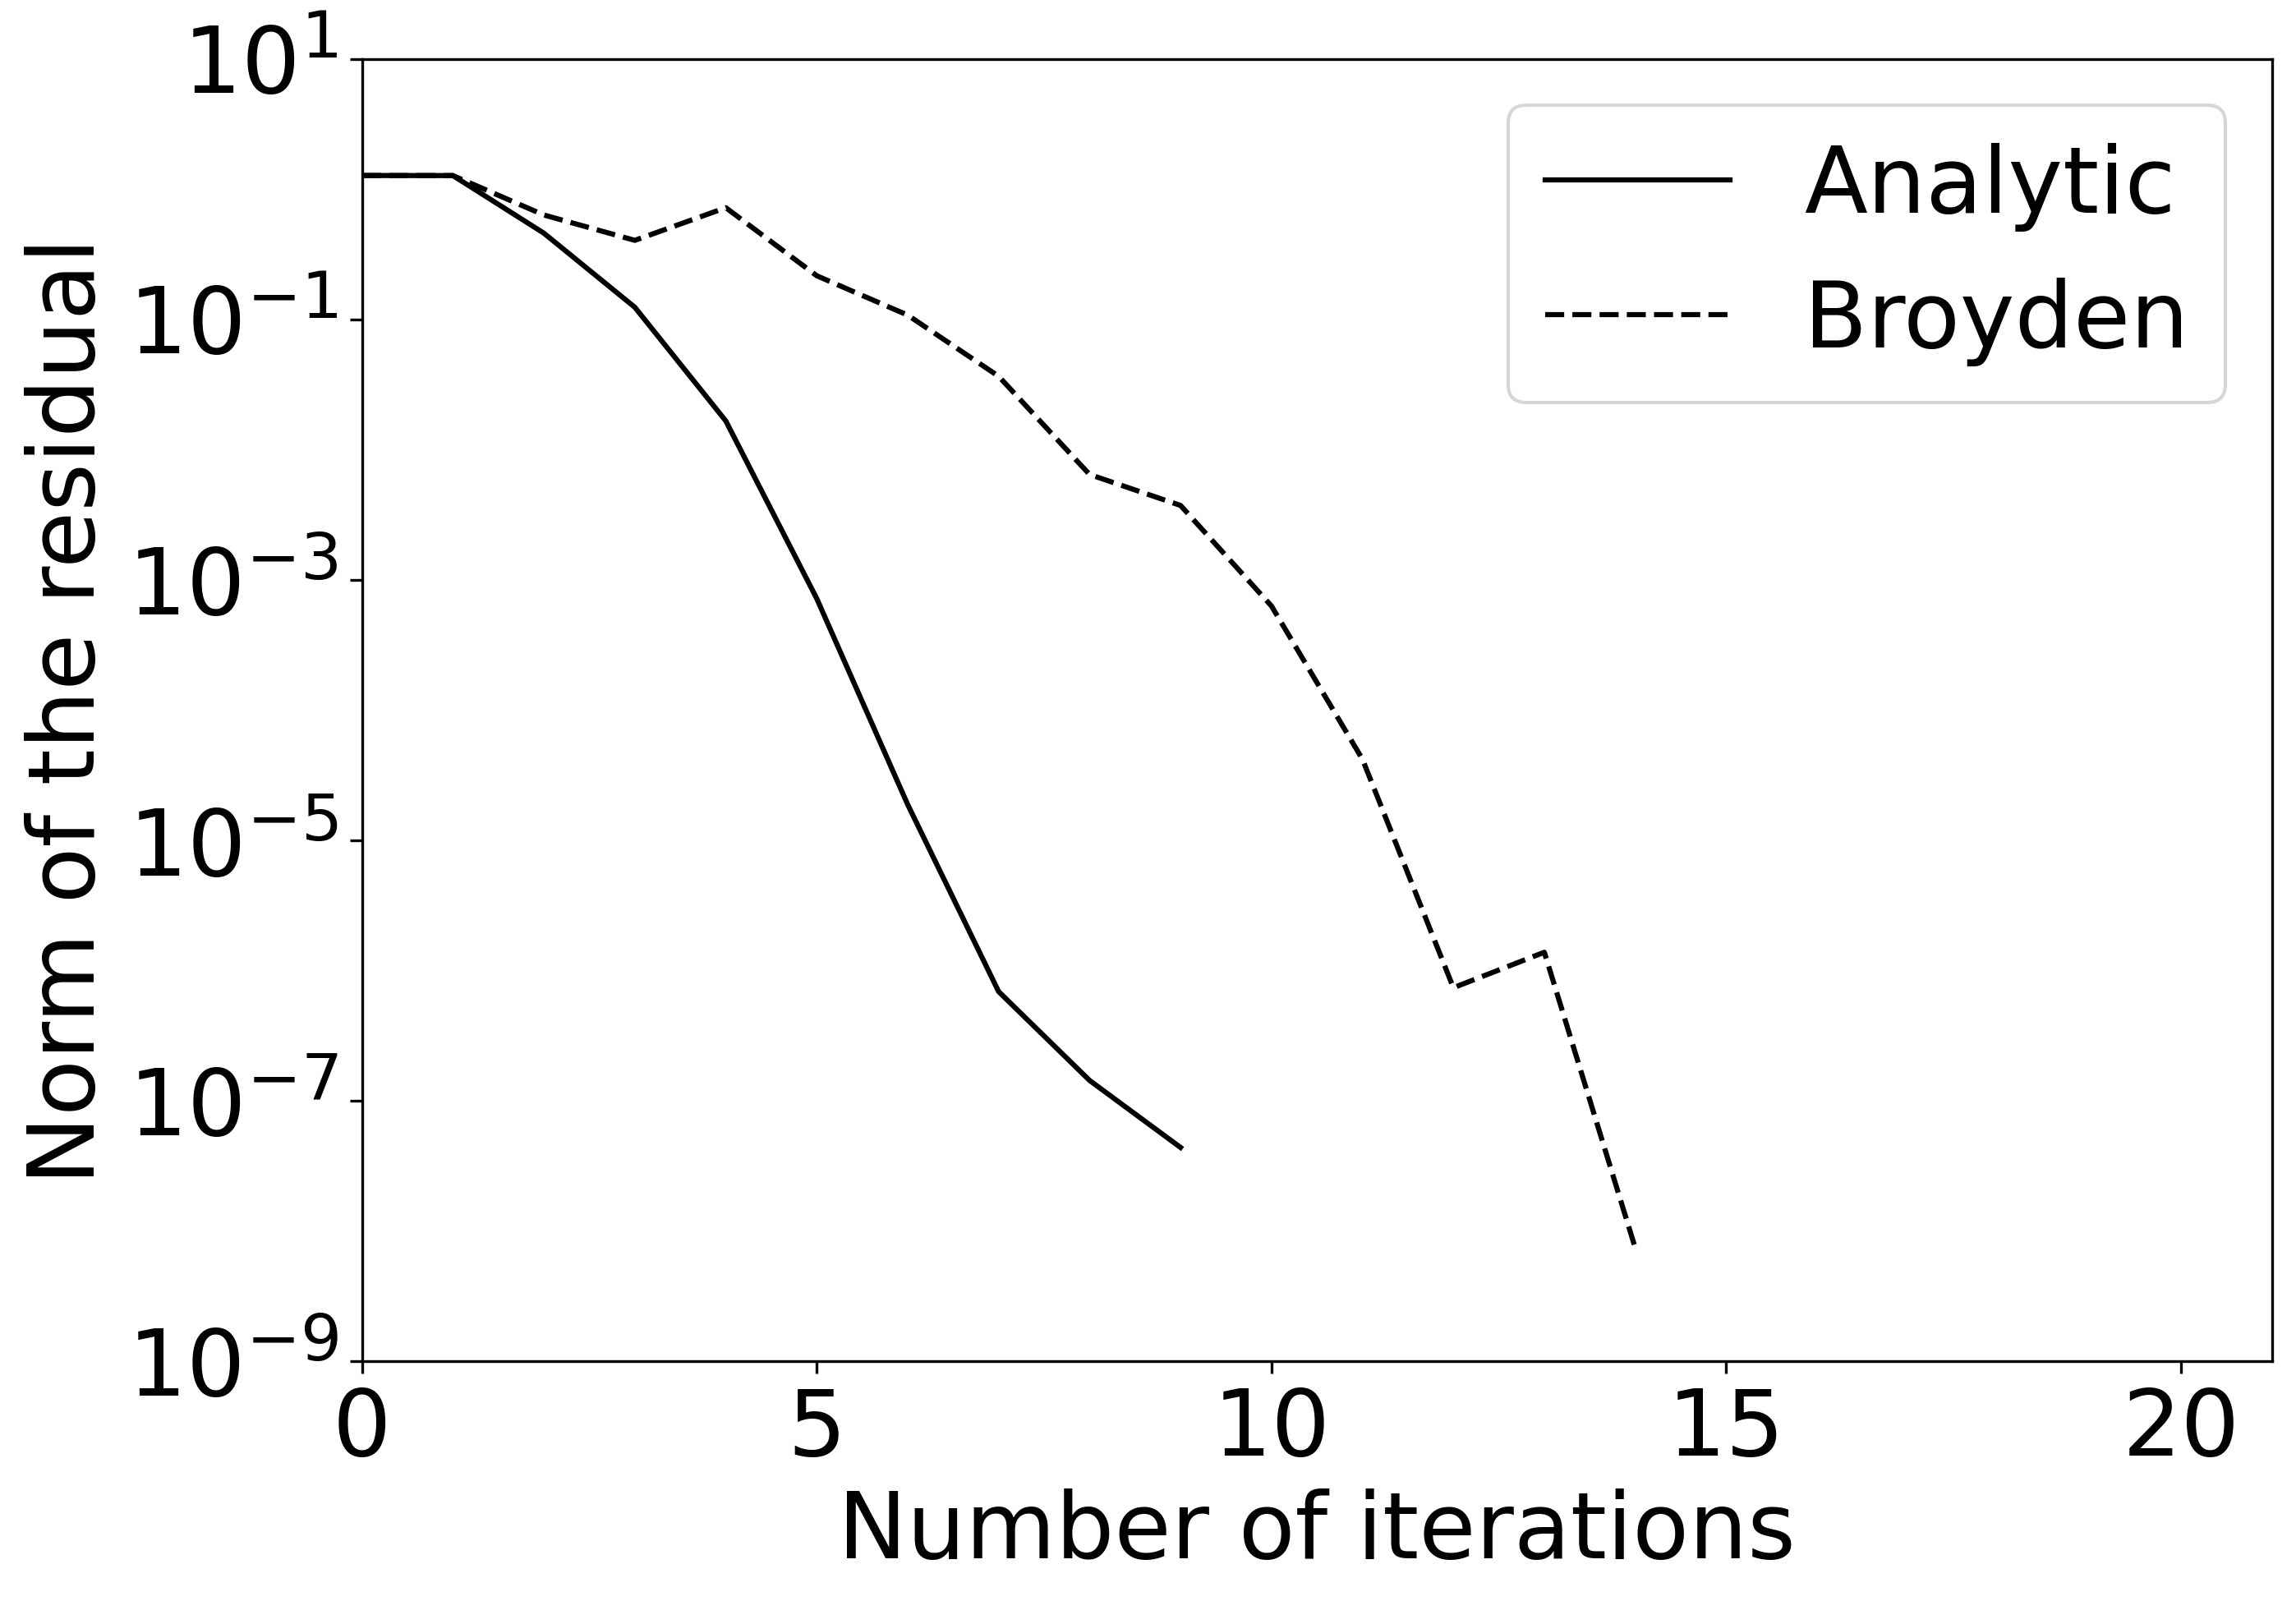 Norm of the residual
10^1
10^−1
10^−3
10^−5
10^−7
10^−9
Analytic
Broyden
0 5 10 15 20
Number of iterations